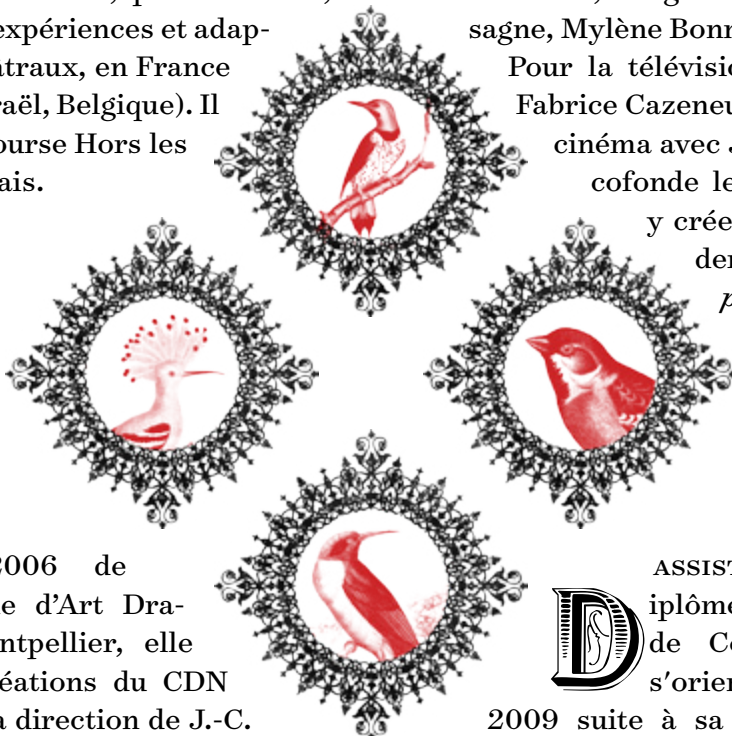 expériences et adap-
âtraux, en France
raël, Belgique). Il
ourse Hors les
ais.
2006 de
e d'Art Dra-
ntpellier, elle
éations du CDN
a direction de J.-C.
sagne, Mylène Bonn
Pour la télévisio
Fabrice Cazeneu
cinéma avec J
cofonde le
y crée
der
p
ASSIST
Diplôme
de Co
s'orien
2009 suite à sa